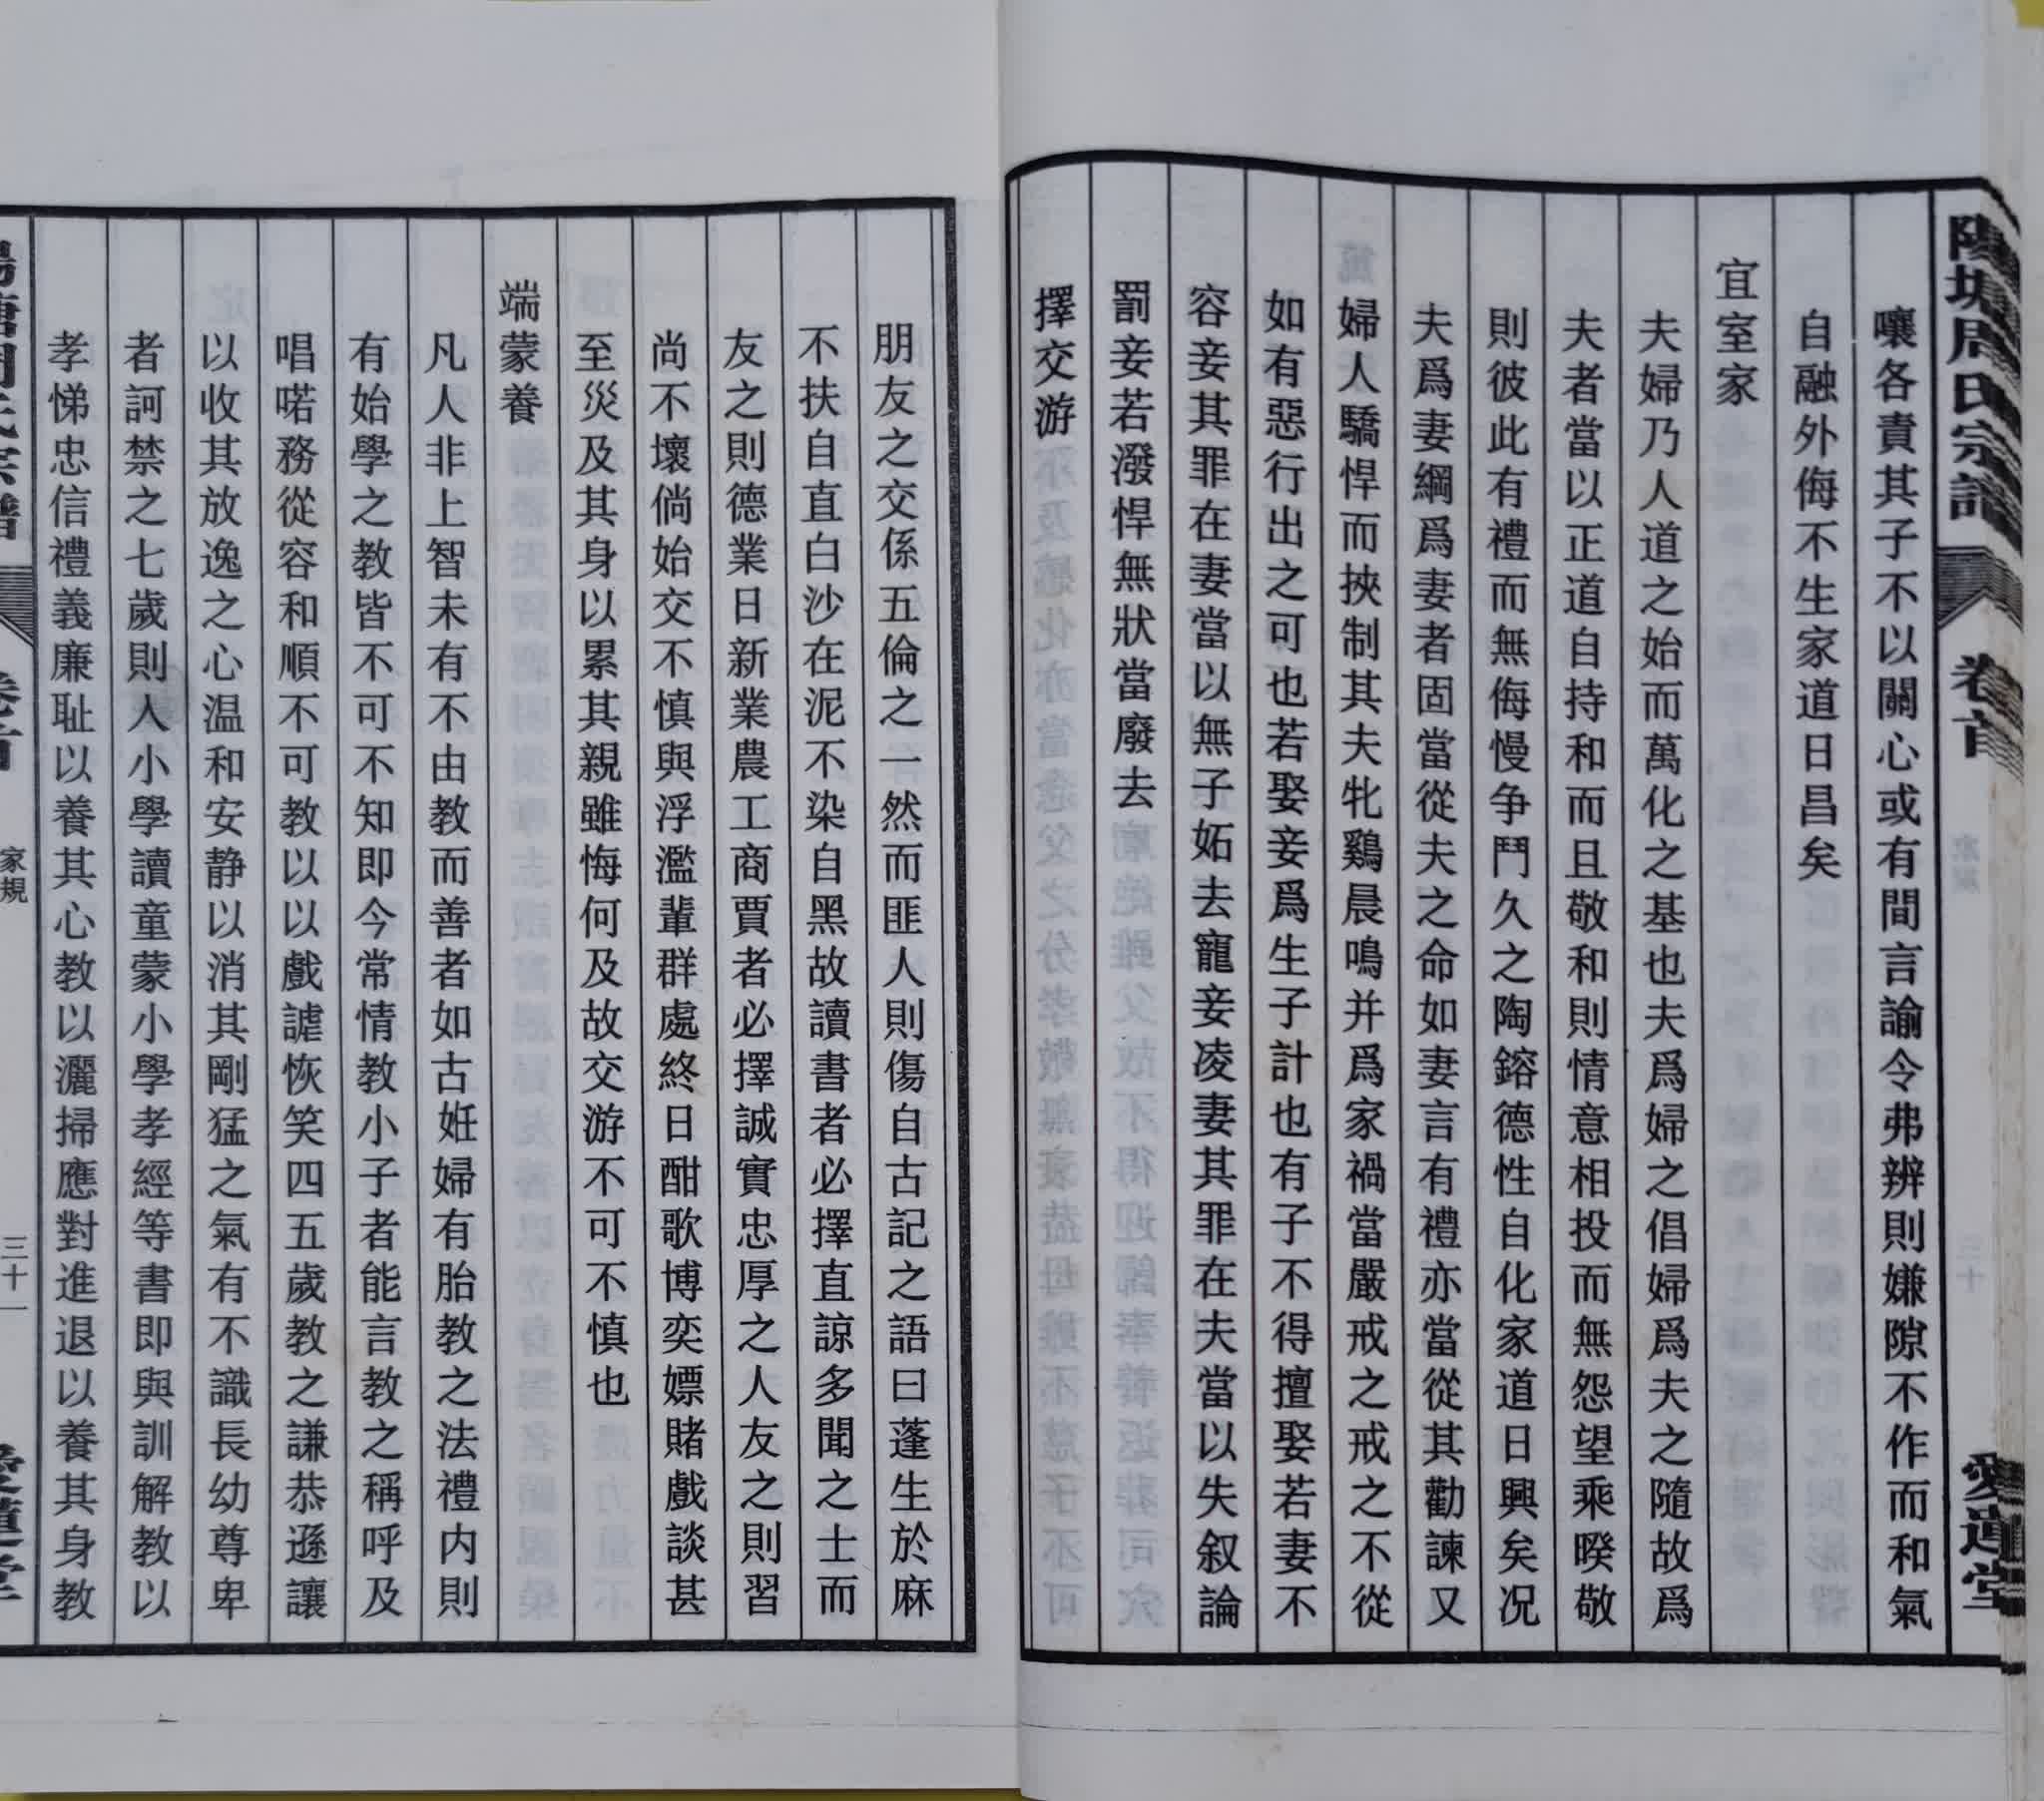 陽塘周氏宗譜 卷首 愛蓮堂
嚷各責其子不以關心或有間言諭令弗辨則嫌隙不作而和氣
自融外侮不生家道日昌矣
宜室家
夫婦乃人道之始而萬化之基也夫爲婦之倡婦爲夫之隨故爲
夫者當以正道自持和而且敬和則情意相投而無怨望乘暌敬
則彼此有禮而無侮慢争鬥久之陶鎔德性自化家道日興矣况
夫爲妻綱爲妻者固當從夫之命如妻言有禮亦當從其勸諫又
婦人驕悍而挾制其夫牝鷄晨鳴并爲家禍當嚴戒之戒之不從
如有惡行出之可也若娶妾爲生子計也有子不得擅娶若妻不
容妾其罪在妻當以無子妬去寵妾凌妻其罪在夫當以失叙論
罰妾若潑悍無狀當廢去
擇交游
朋友之交係五倫之一然而匪人則傷自古記之語曰蓬生於麻
不扶自直白沙在泥不染自黑故讀書者必擇直諒多聞之士而
友之則德業日新業農工商賈者必擇誠實忠厚之人友之則習
尚不壞倘始交不慎與浮濫輩群處終日酣歌博奕嫖賭戲談甚
至災及其身以累其親雖悔何及故交游不可不慎也
端蒙養
凡人非上智未有不由教而善者如古姙婦有胎教之法禮内則
有始學之教皆不可不知即今常情教小子者能言教之稱呼及
唱喏務從容和順不可教以以戲謔恢笑四五歲教之謙恭遜讓
以收其放逸之心温和安静以消其剛猛之氣有不識長幼尊卑
者訶禁之七歲則入小學讀童蒙小學孝經等書即與訓解教以
孝悌忠信禮義廉耻以養其心教以灑掃應對進退以養其身教
家規 三十一